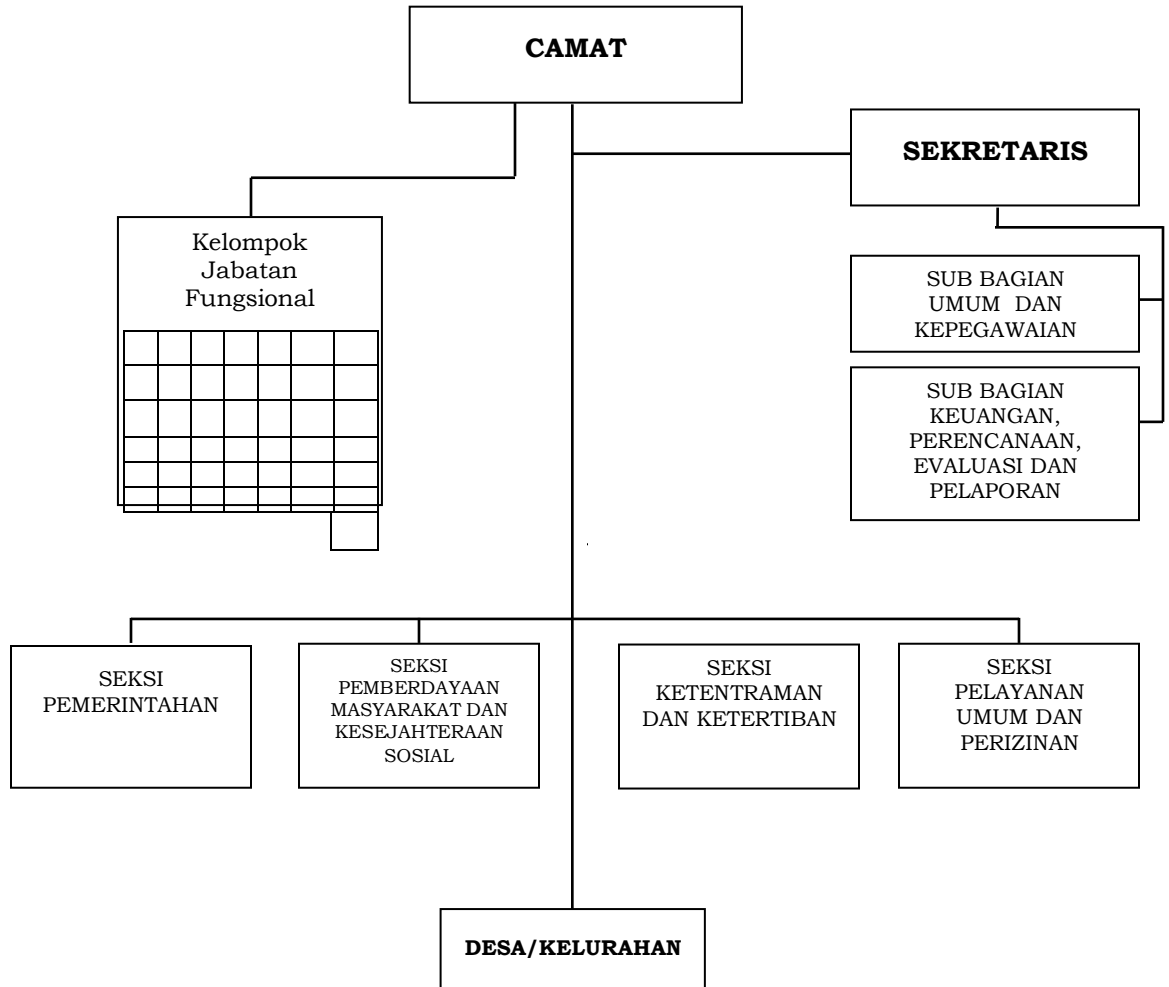 CAMAT
SEKRETARIS
Kelompok
Jabatan
Fungsional
SUB BAGIAN
UMUM DAN
KEPEGAWAIAN
SUB BAGIAN
KEUANGAN,
PERENCANAAN,
EVALUASI DAN
PELAPORAN
SEKSI
PEMERINTAHAN
SEKSI
PEMBERDAYAAN
MASYARAKAT DAN
KESEJAHTERAAN
SOSIAL
SEKSI
KETENTRAMAN
DAN KETERTIBAN
SEKSI
PELAYANAN
UMUM DAN
PERIZINAN
DESA/KELURAHAN